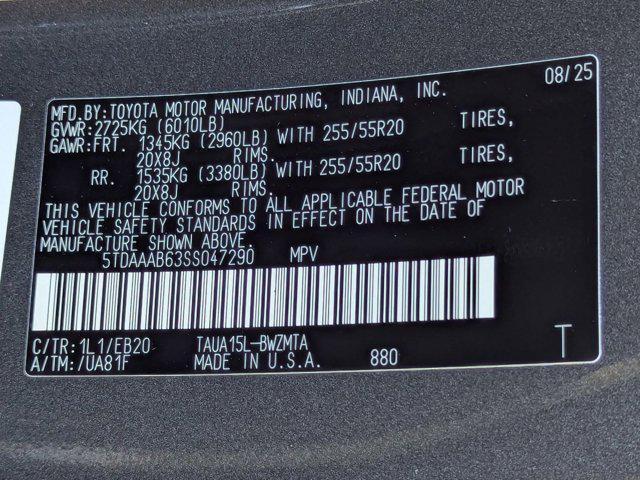 08/25
MFD.BY:TOYOTA MOTOR MANUFACTURING, INDIANA, INC.
GVWR:2725KG (6010LB)
GAWR:FRT. 1345KG (2960LB) WITH 255/55R20 TIRES,
20X8J RIMS.
RR. 1535KG (3380LB) WITH 255/55R20 TIRES,
20X8J RIMS.
THIS VEHICLE CONFORMS TO ALL APPLICABLE FEDERAL MOTOR
VEHICLE SAFETY STANDARDS IN EFFECT ON THE DATE OF
MANUFACTURE SHOWN ABOVE.
5TDAAAB63SS047290 MPV
C/TR:1L1/EB20 TAUA15L-BWZMTA
A/TM:/UA81F MADE IN U.S.A. 880 T